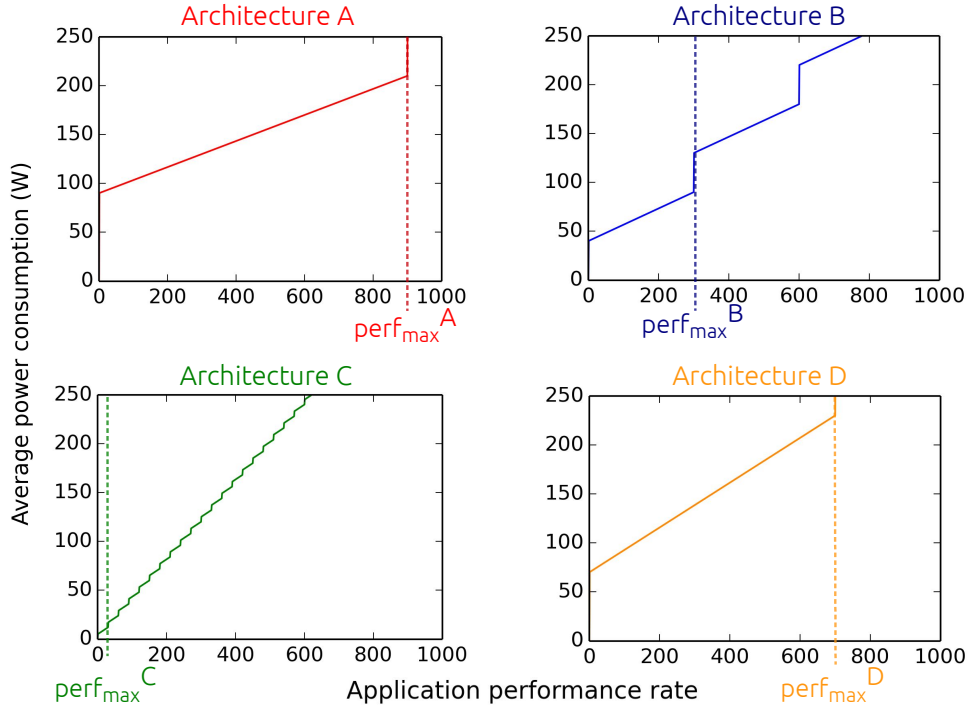 Architecture A
Architecture B
250
200
150
100
50
0
0 200 400 600 800 1000
perfmax A
250
200
150
100
50
0
0 200 400 600 800 1000
perfmax B
Average power consumption (W)
Architecture C
Architecture D
250
200
150
100
50
0
0 200 400 600 800 1000
perfmax C
250
200
150
100
50
0
0 200 400 600 800 1000
perfmax D
Application performance rate